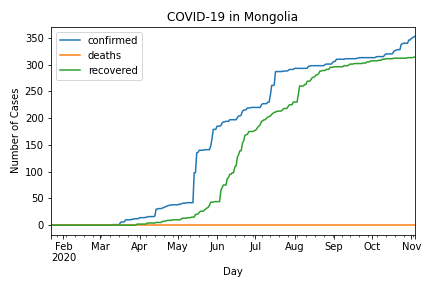 COVID-19 in Mongolia
confirmed
deaths
recovered
Number of Cases
350
300
250
200
150
100
50
0
Feb Mar Apr May Jun Jul Aug Sep Oct Nov
2020
Day